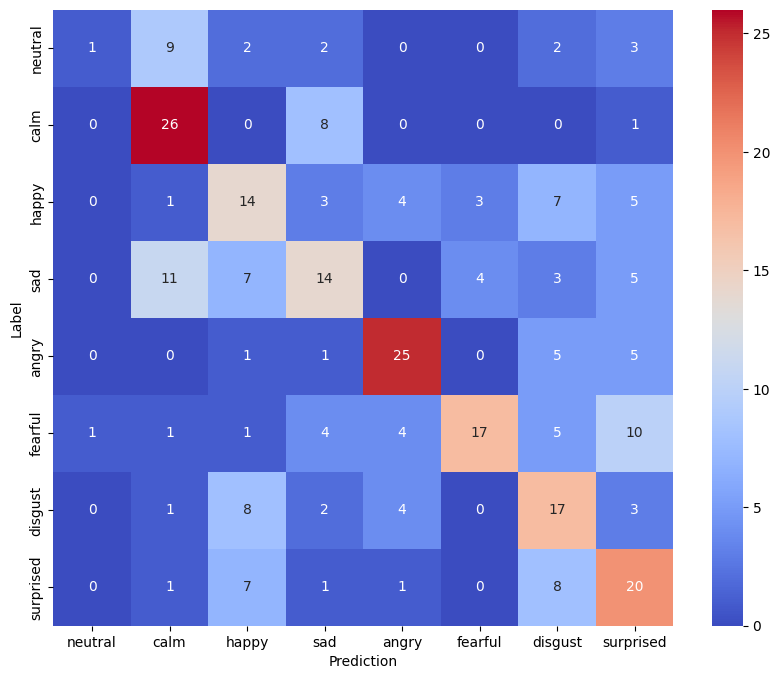 neutral 1 9 2 2 0 0 2 3
calm 0 26 0 8 0 0 0 1
happy 0 1 14 3 4 3 7 5
sad 0 11 7 14 0 4 3 5
angry 0 0 1 1 25 0 5 5
fearful 1 1 1 4 4 17 5 10
disgust 0 1 8 2 4 0 17 3
surprised 0 1 7 1 1 0 8 20
neutral calm happy sad angry fearful disgust surprised
Label
Prediction
25
20
15
10
5
0